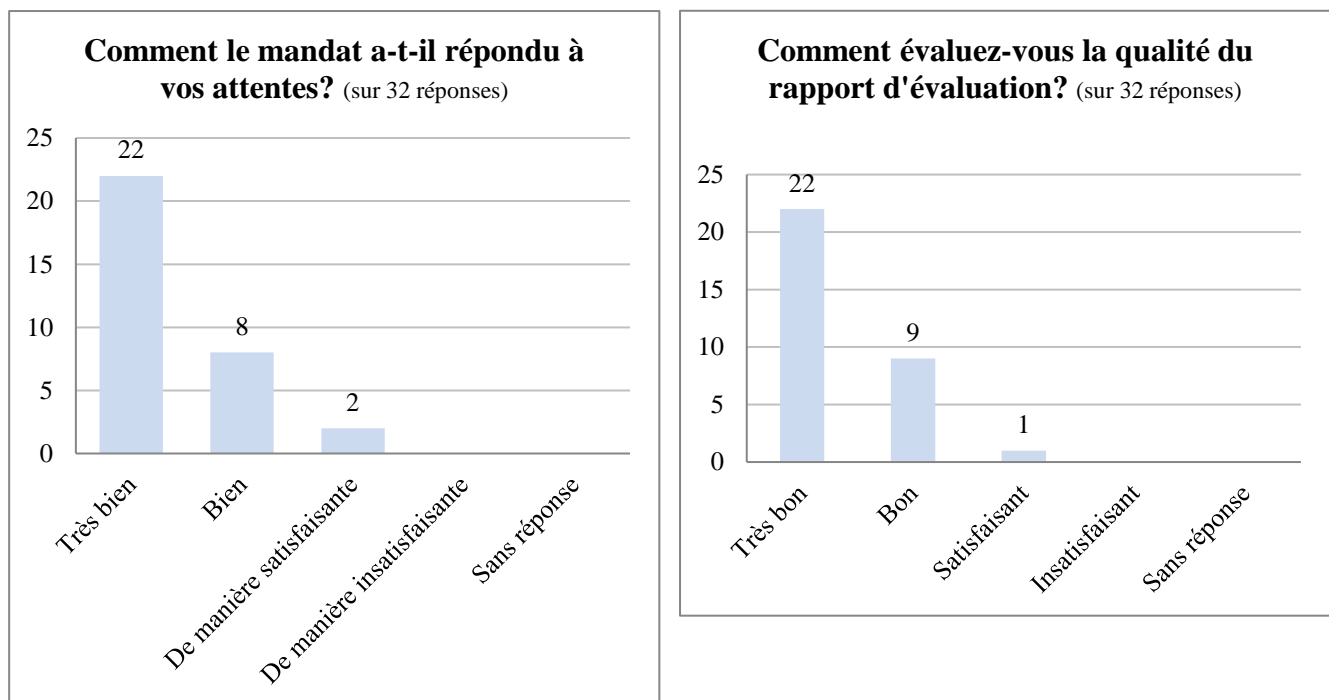 Comment le mandat a-t-il répondu à
vos attentes? (sur 32 réponses)
25
20
15
10
5
0
22
8
2
Très bien
Bien
De manière satisfaisante
De manière insatisfaisante
Sans réponse
Comment évaluez-vous la qualité du
rapport d'évaluation? (sur 32 réponses)
25
20
15
10
5
0
22
9
1
Très bon
Bon
Satisfaisant
Insatisfaisant
Sans réponse